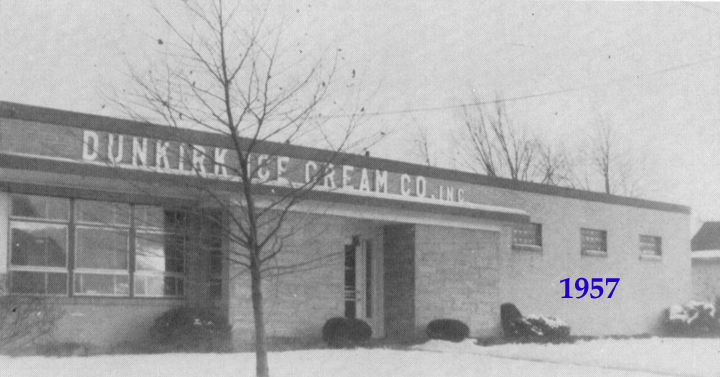 DUNKIRK ICE CREAM CO. INC.
1957